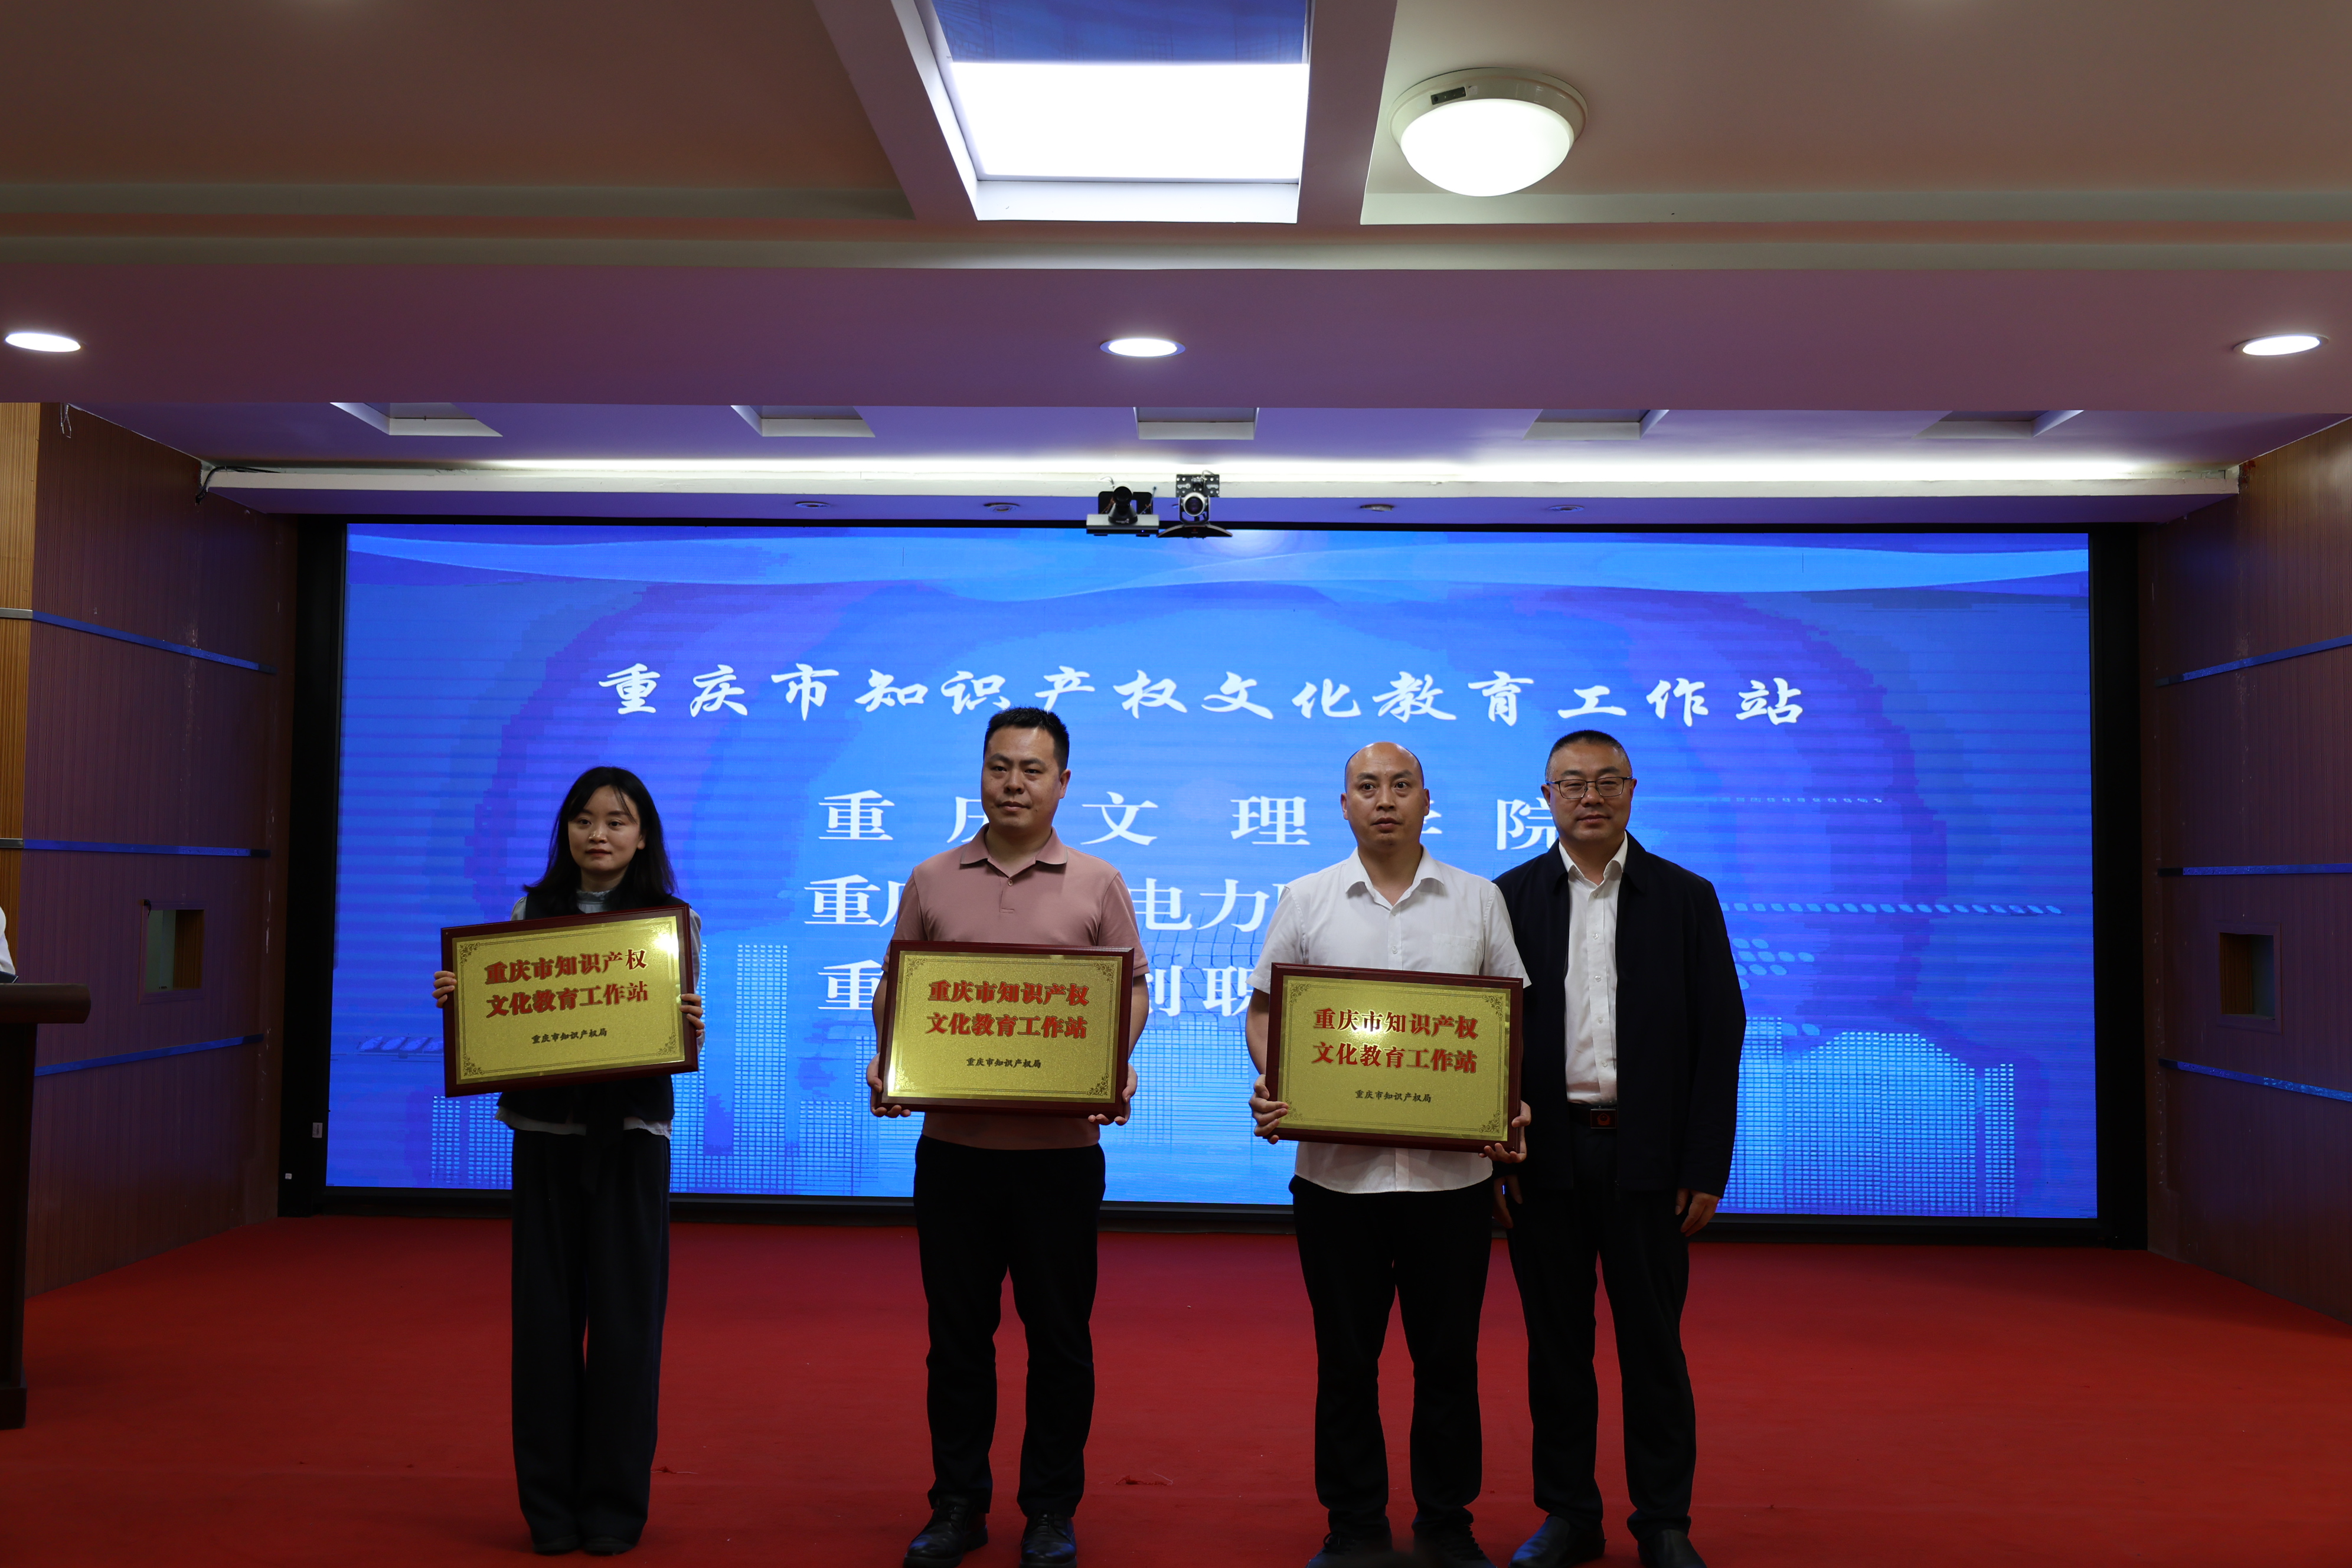 重庆市知识产权文化教育工作站
重庆文理学院
重庆 电力
重 创职
重庆市知识产权
文化教育工作站
重庆市知识产权局
重庆市知识产权
文化教育工作站
重庆市知识产权局
重庆市知识产权
文化教育工作站
重庆市知识产权局